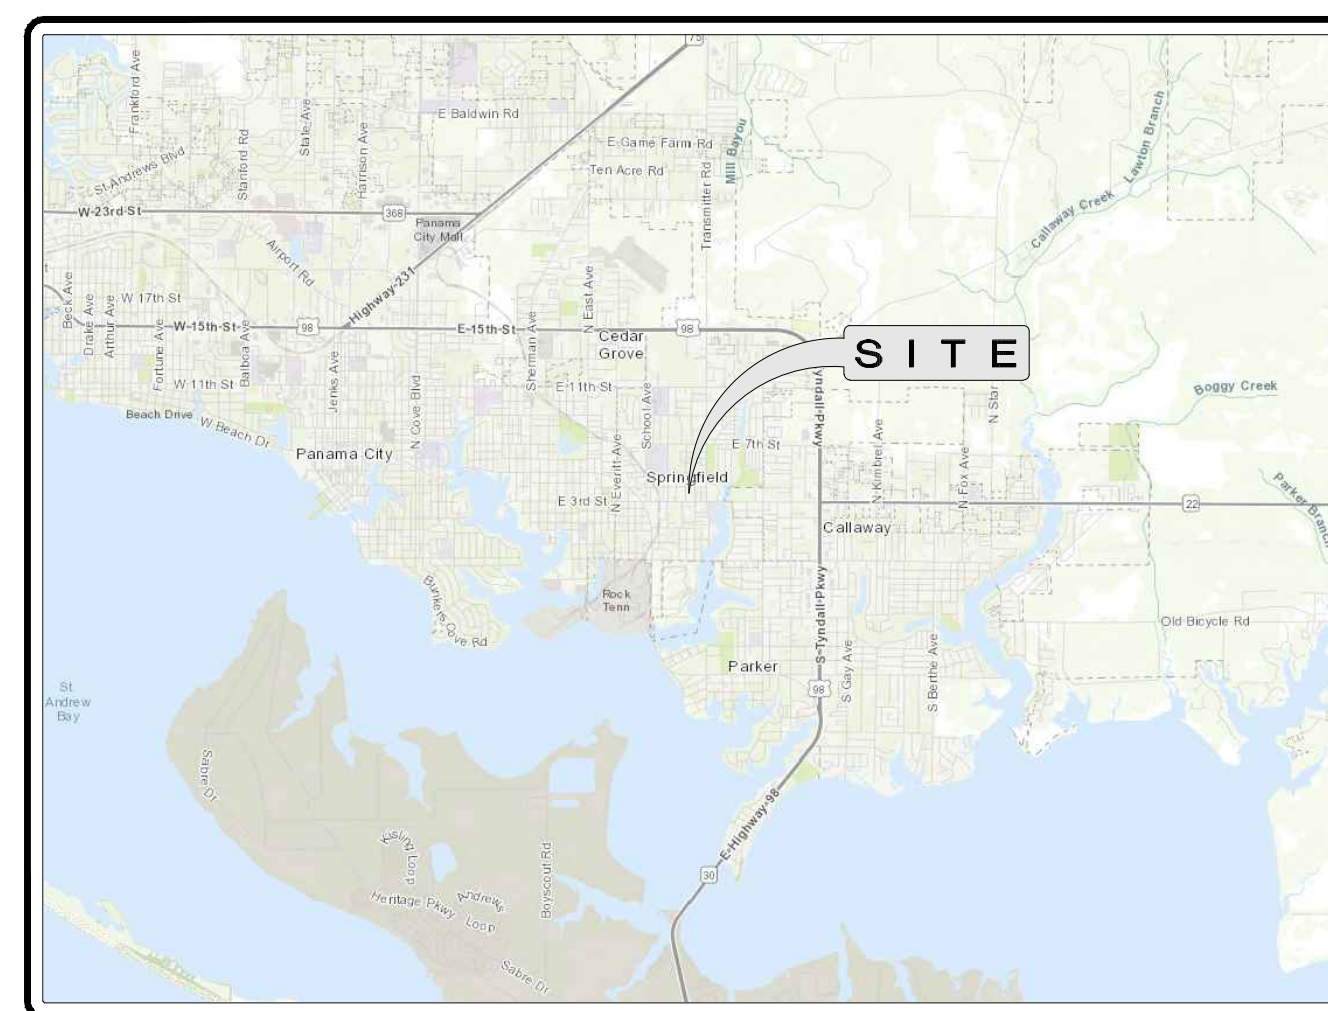 75
Frankford Ave
State Ave
E Baldwin Rd
Stanford Rd
Harrison Ave
St Andrews Blvd
E Game Farm Rd
Ten Acre Rd
Mill Bayou
Transmitter Rd
Lawton Branch
Callaway Creek
W 23rd St
368
Panama
City Mall
Airport Rd
Highway 231
Beck Ave
Drake Ave
Arthur Ave
W 17th St
W 15th St
98
E 15th St
N East Ave
Cedar
Grove
98
SITE
Fortune Ave
Balboa Ave
Jenks Ave
Sherman Ave
W 11th St
E 11th St
N Cove Blvd
School Ave
Tyndall Pkwy
N Star
Boggy Creek
Beach Drive
W Beach Dr
Panama City
E 7th St
N Kimbrel Ave
N Fox Ave
N Everitt Ave
Springfield
E 3rd St
22
Parker Branch
Callaway
Bunkers Cove Rd
Rock
Tenn
S Tyndall Pkwy
Old Bicycle Rd
Parker
98
S Gay Ave
S Berthe Ave
St.
Andrew
Bay
Sabre Dr
Kisling Loop
E Highway 98
30
Boyscout Rd
Heritage Pkwy
Andrews
Loop
Sabre Dr